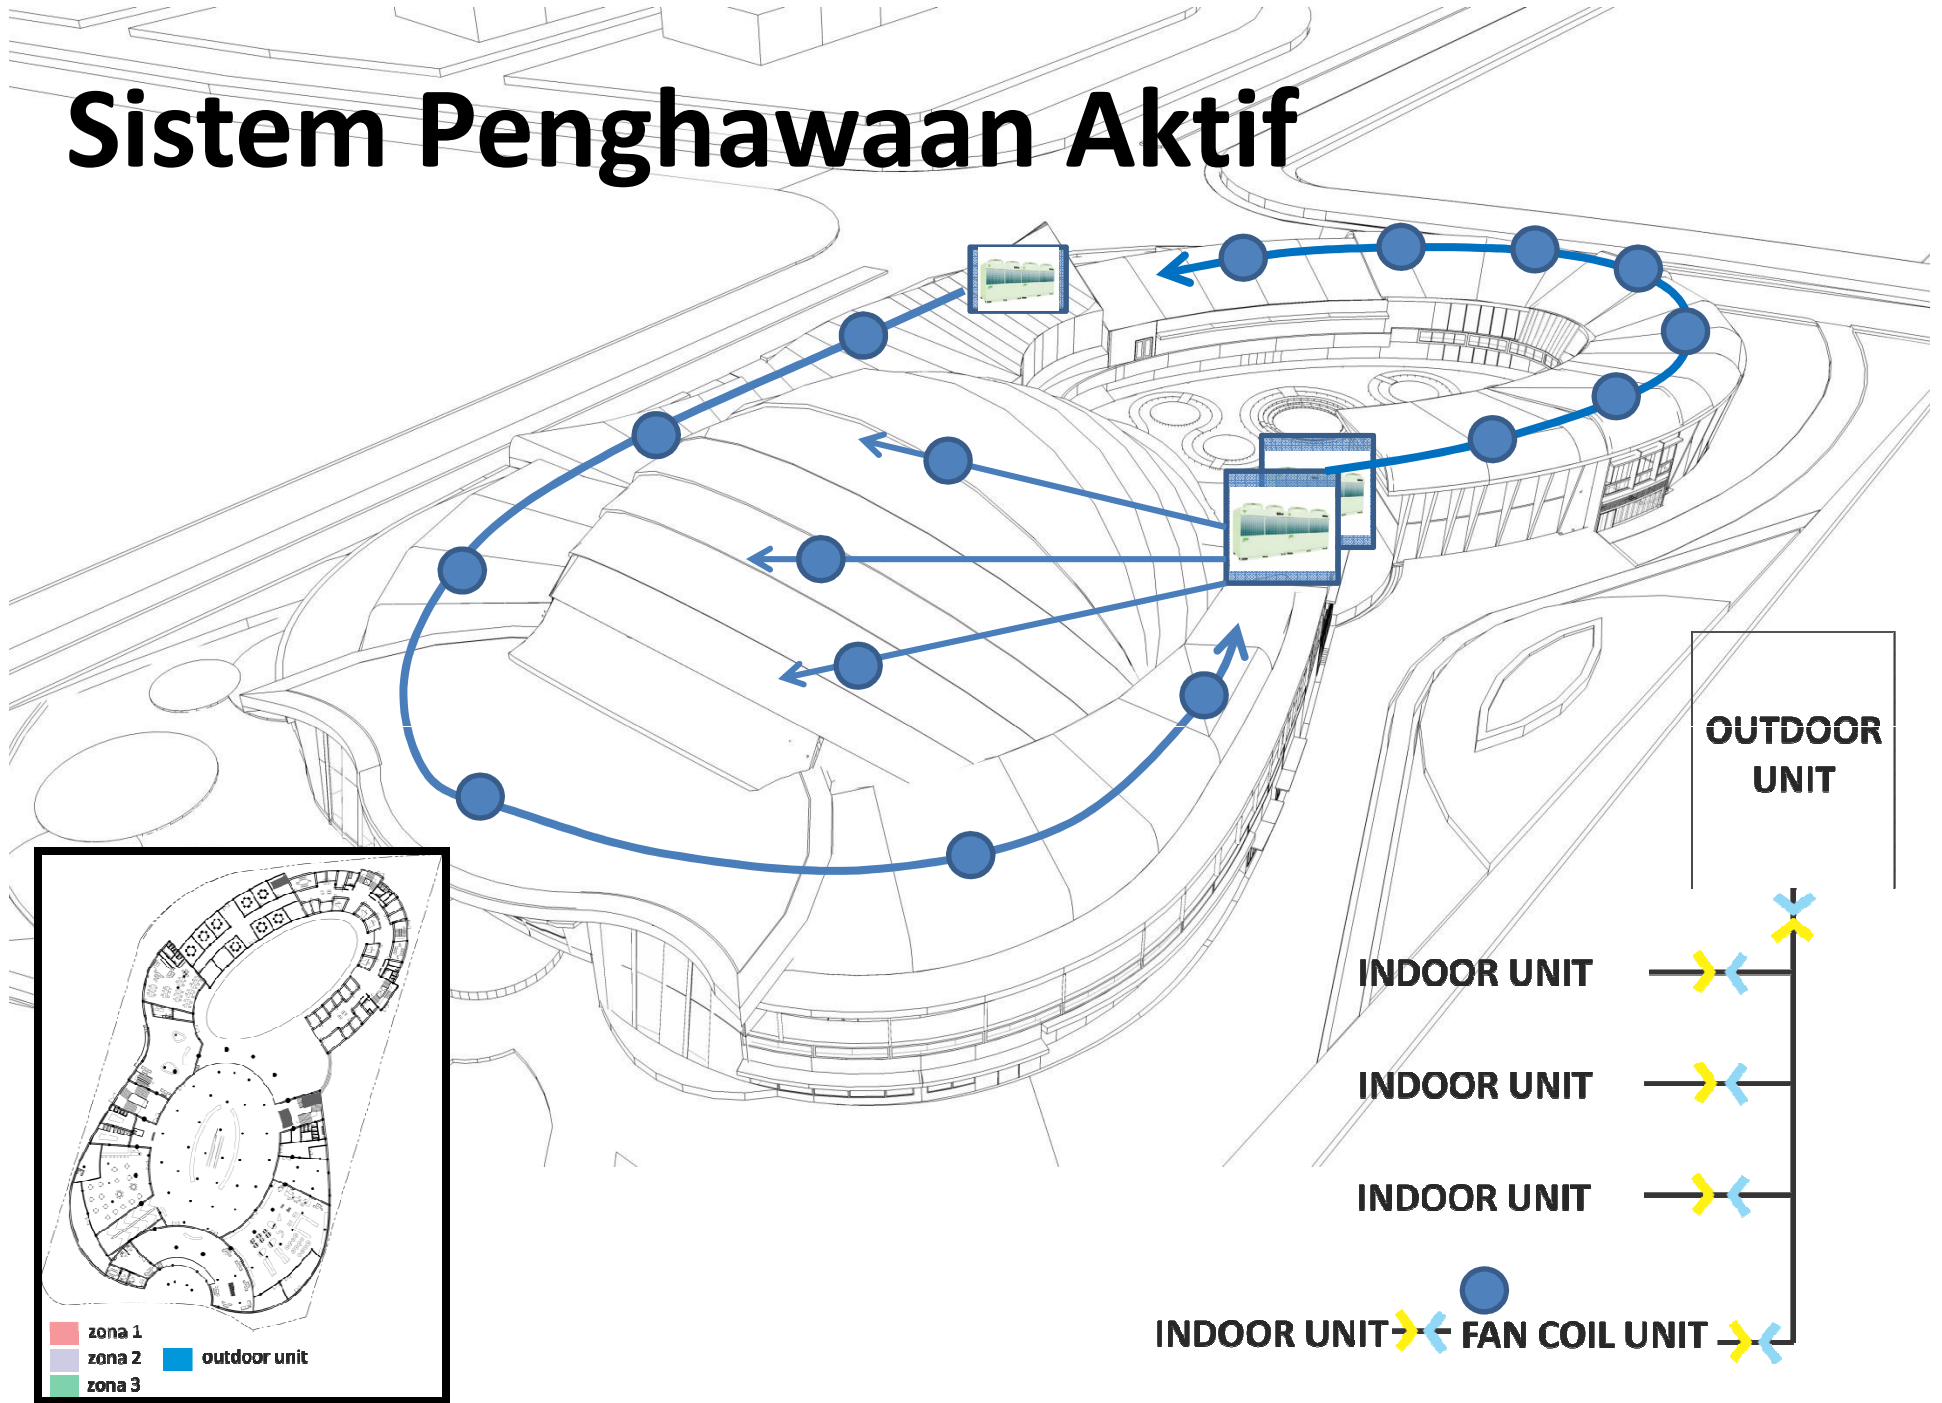 Sistem Penghawaan Aktif
OUTDOOR
UNIT
INDOOR UNIT
INDOOR UNIT
INDOOR UNIT
INDOOR UNIT
FAN COIL UNIT
zona 1
zona 2
outdoor unit
zona 3